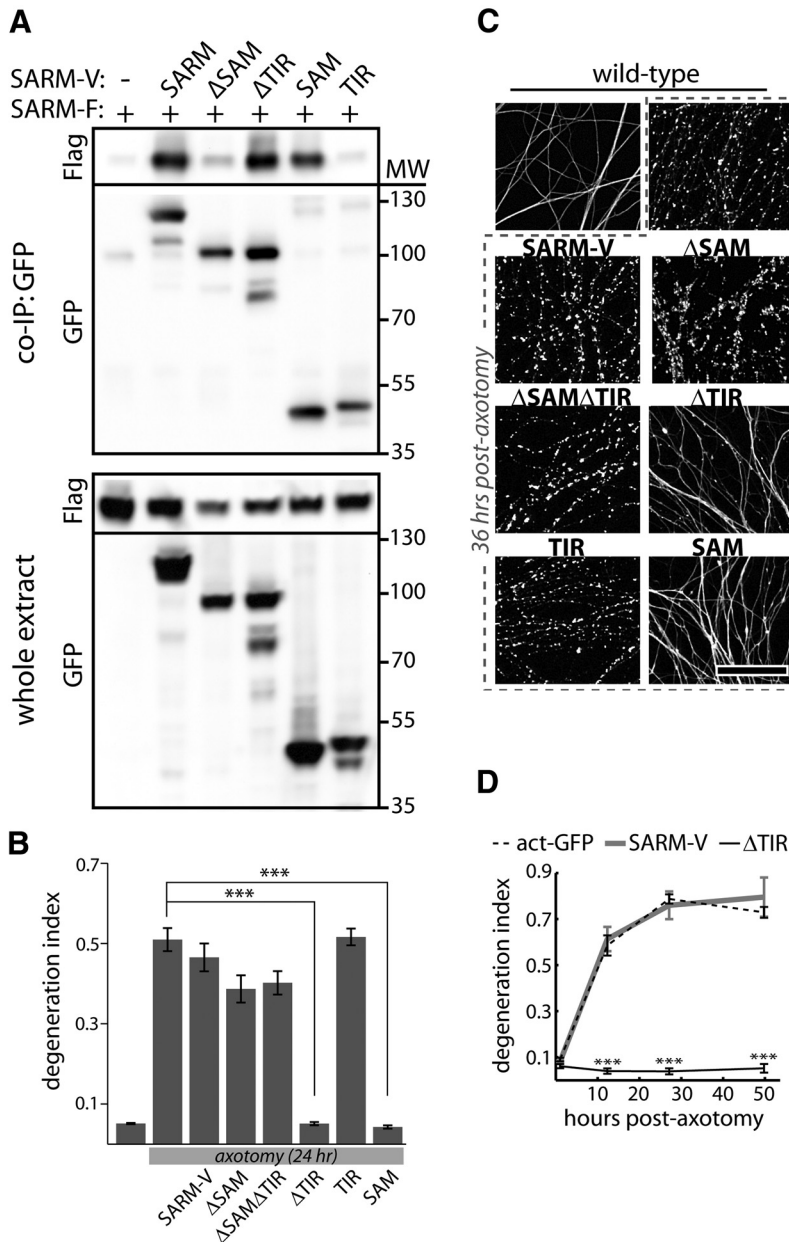 A
SARM-V: - SARM ΔSAM ΔTIR SAM TIR
SARM-F: + + + + + +
Flag
MW
co-IP: GFP
GFP
130
100
70
55
35
Flag
whole extract
GFP
130
100
70
55
35
B
degeneration index
0.7
0.5
0.3
0.1
***
***
axotomy (24 hr)
SARM-V
ΔSAM
ΔSAMΔTIR
ΔTIR
TIR
SAM
C
wild-type
SARM-V ΔSAM
ΔSAMΔTIR ΔTIR
TIR SAM
36 hrs post-axotomy
D
act-GFP SARM-V ΔTIR
degeneration index
0.9
0.7
0.5
0.3
0.1
*** *** ***
10 20 30 40 50
hours post-axotomy